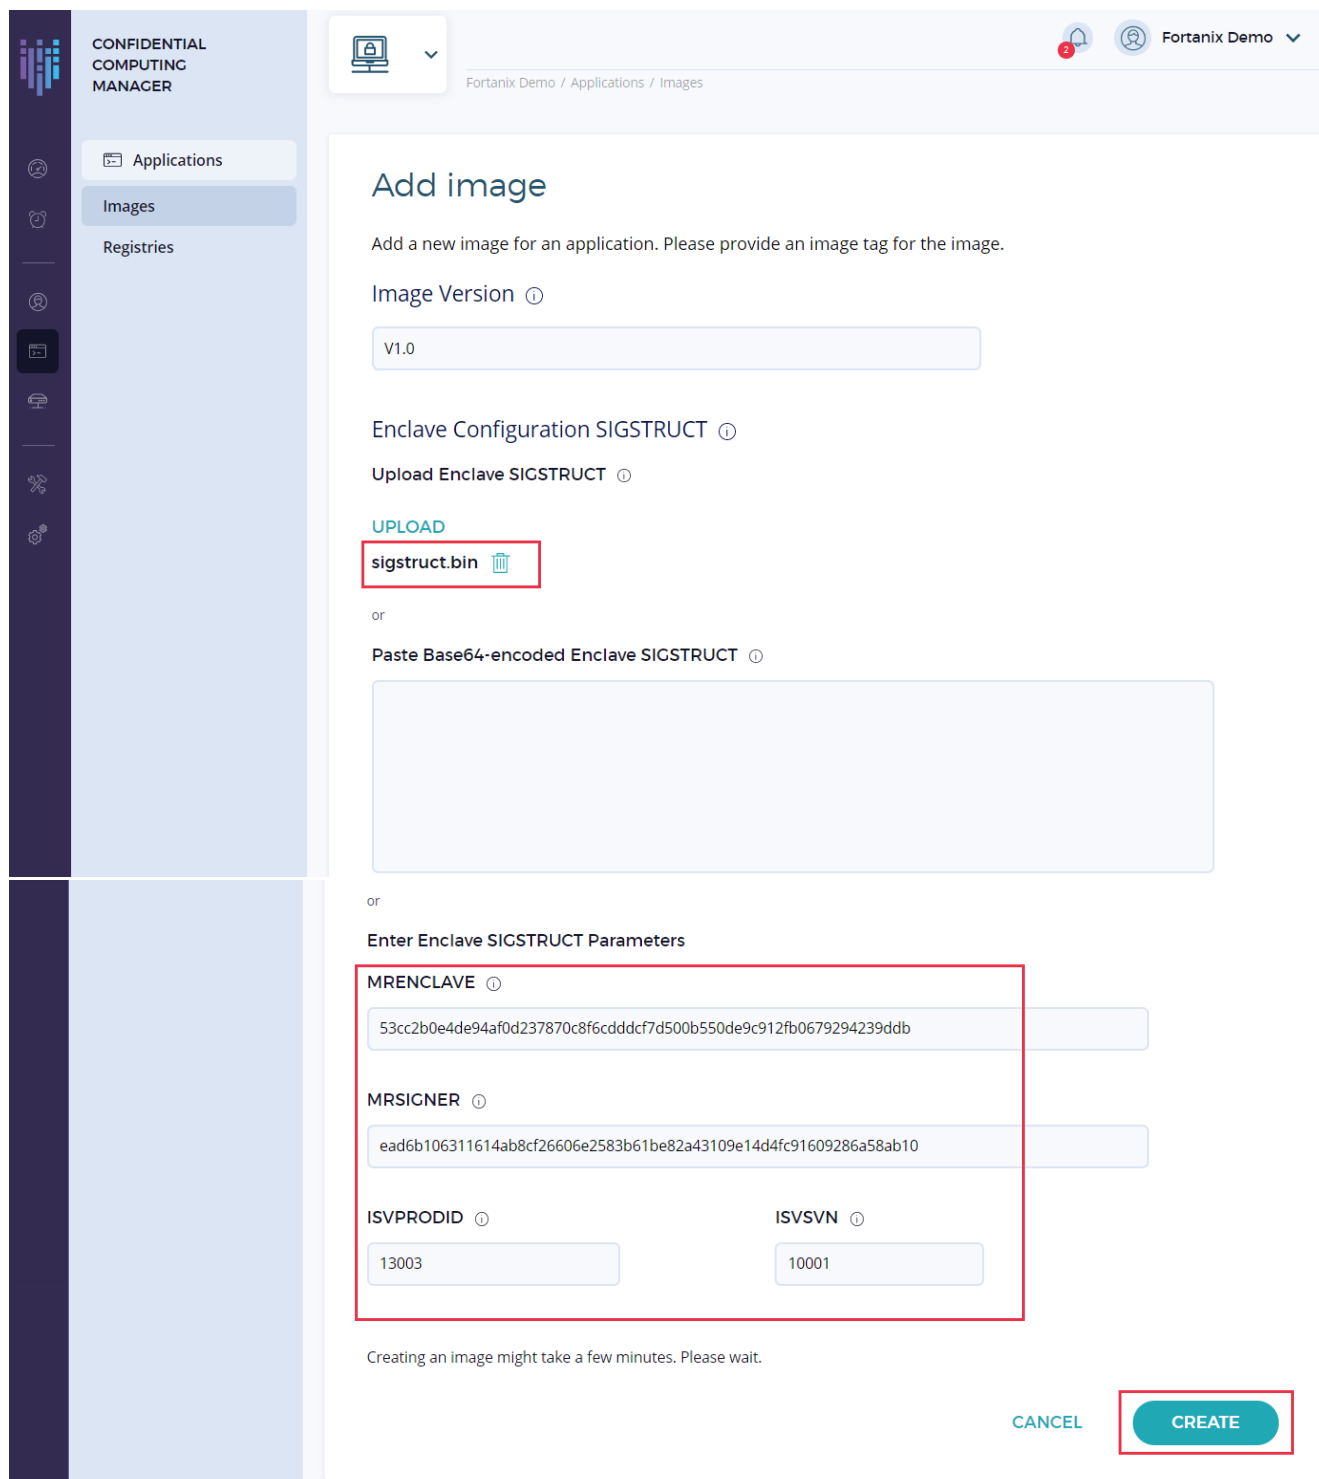 CONFIDENTIAL
COMPUTING
MANAGER
2
Fortanix Demo
Fortanix Demo / Applications / Images
Applications
Images
Registries
Add image
Add a new image for an application. Please provide an image tag for the image.
Image Version
V1.0
Enclave Configuration SIGSTRUCT
Upload Enclave SIGSTRUCT
UPLOAD
sigstruct.bin
or
Paste Base64-encoded Enclave SIGSTRUCT
or
Enter Enclave SIGSTRUCT Parameters
MRENCLAVE
53cc2b0e4de94af0d237870c8f6cdddcf7d500b550de9c912fb0679294239ddb
MRSIGNER
ead6b106311614ab8cf26606e2583b61be82a43109e14d4fc91609286a58ab10
ISVPRODID ISVSVN
13003 10001
Creating an image might take a few minutes. Please wait.
CANCEL CREATE